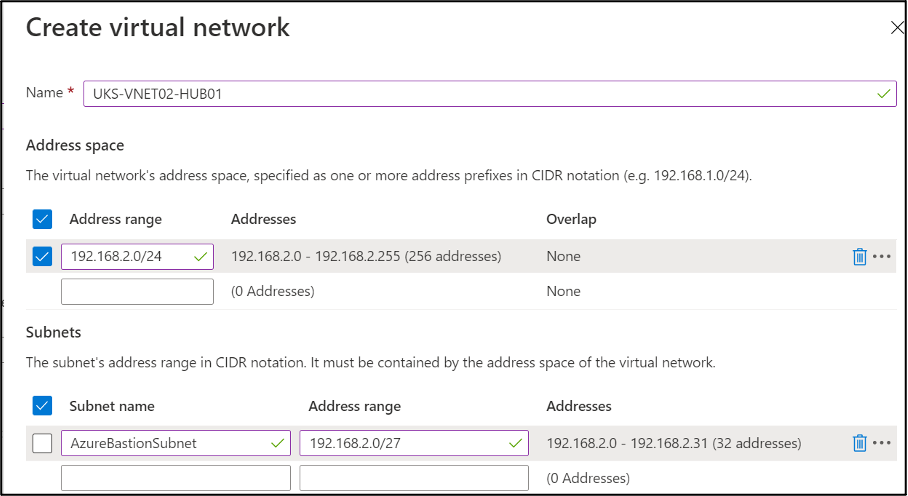 Create virtual network
Name * UKS-VNET02-HUB01
Address space
The virtual network's address space, specified as one or more address prefixes in CIDR notation (e.g. 192.168.1.0/24).
Address range Addresses Overlap
192.168.2.0/24 192.168.2.0 - 192.168.2.255 (256 addresses) None
(0 Addresses) None
Subnets
The subnet's address range in CIDR notation. It must be contained by the address space of the virtual network.
Subnet name Address range Addresses
AzureBastionSubnet 192.168.2.0/27 192.168.2.0 - 192.168.2.31 (32 addresses)
(0 Addresses)